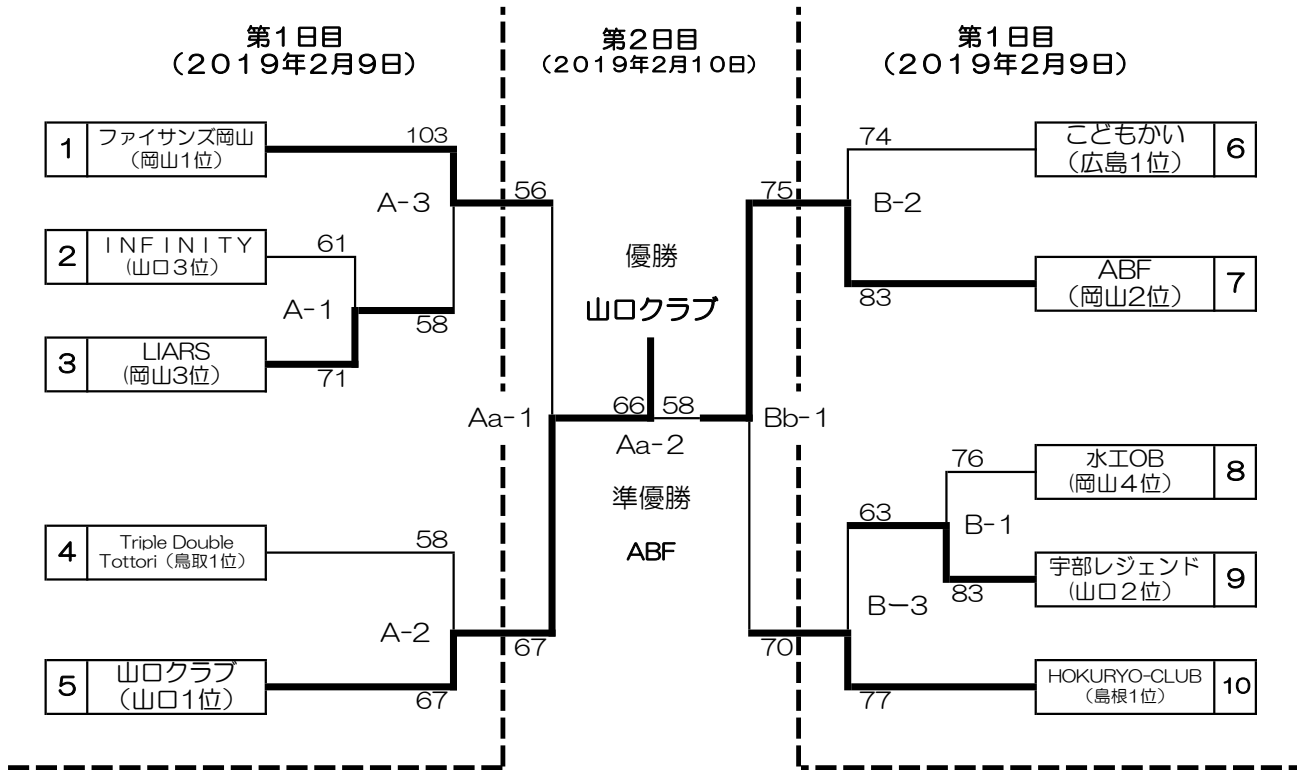 第1日目
(2019年2月9日)
第2日目
(2019年2月10日)
第1日目
(2019年2月9日)
1
ファイサンズ岡山
(岡山1位)
103
A-3
56
2
ＩＮＦＩＮＩＴＹ
(山口3位)
61
A-1
58
3
LIARS
(岡山3位)
71
4
Triple Double
Tottori（鳥取1位）
58
A-2
67
5
山口クラブ
(山口1位)
67
Aa-1
優勝
山口クラブ
66
58
Aa-2
準優勝
ABF
75
Bb-1
70
74
こどもかい
(広島1位)
6
B-2
83
ABF
(岡山2位)
7
76
水工OB
(岡山４位)
8
63
B-1
83
宇部レジェンド
(山口２位)
9
B－3
77
HOKURYO-CLUB
(島根1位)
10